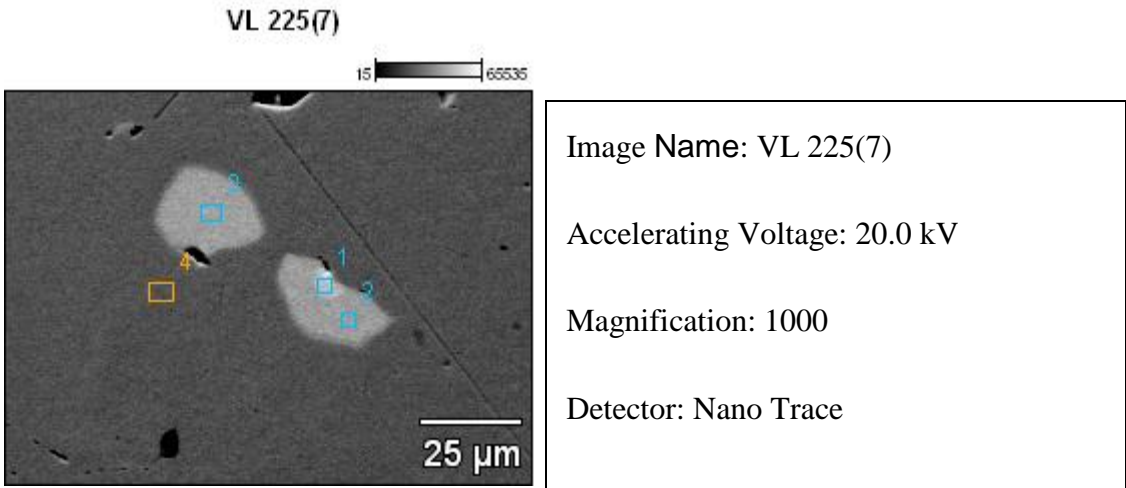 VL 225(7)
15 65535
2
1
4
3
25 µm
Image Name: VL 225(7)
Accelerating Voltage: 20.0 kV
Magnification: 1000
Detector: Nano Trace